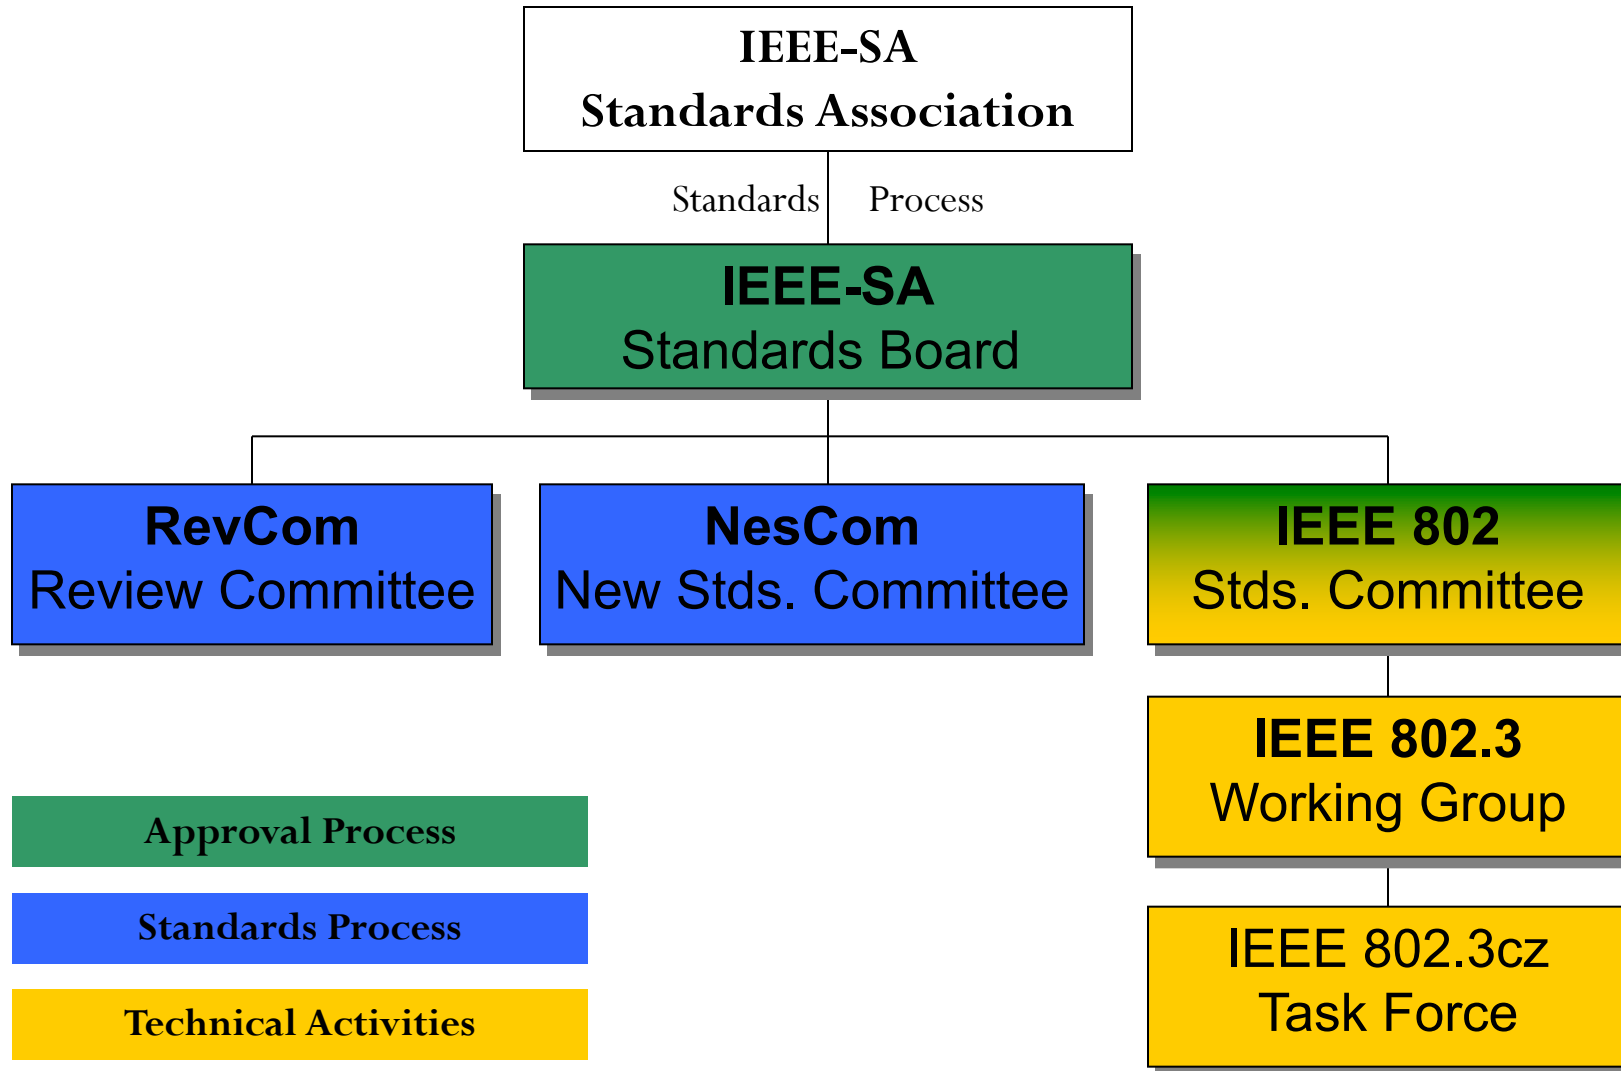 IEEE-SA
Standards Association
Standards Process
IEEE-SA
Standards Board
RevCom
Review Committee
NesCom
New Stds. Committee
IEEE 802
Stds. Committee
IEEE 802.3
Working Group
IEEE 802.3cz
Task Force
Approval Process
Standards Process
Technical Activities